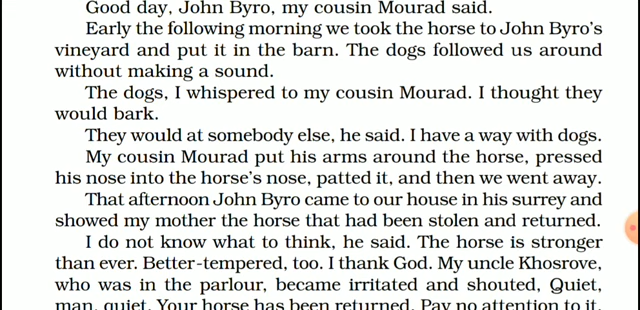 Good day, John Byro, my cousin Mourad said.
Early the following morning we took the horse to John Byro's
vineyard and put it in the barn. The dogs followed us around
without making a sound.
The dogs, I whispered to my cousin Mourad. I thought they
would bark.
They would at somebody else, he said. I have a way with dogs.
My cousin Mourad put his arms around the horse, pressed
his nose into the horse's nose, patted it, and then we went away.
That afternoon John Byro came to our house in his surrey and
showed my mother the horse that had been stolen and returned.
I do not know what to think, he said. The horse is stronger
than ever. Better-tempered, too. I thank God. My uncle Khosrove,
who was in the parlour, became irritated and shouted, Quiet,
man, quiet. Your horse has been returned. Pay no attention to it.